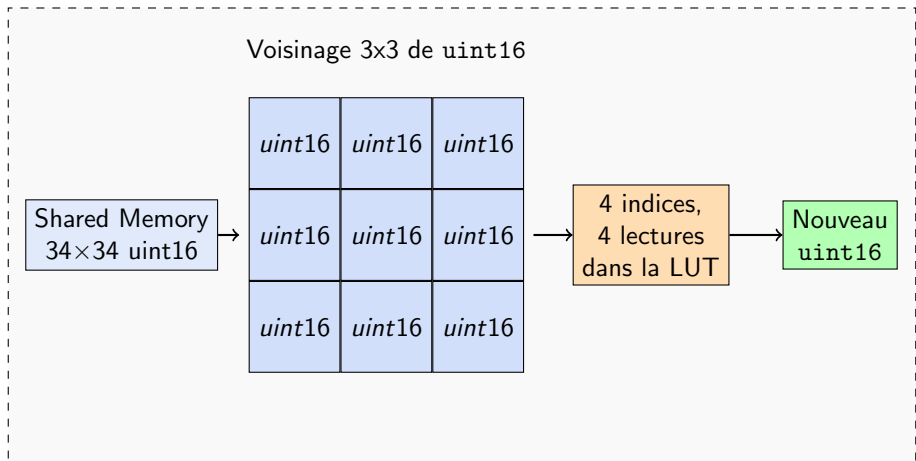 Voisinage 3x3 de uint16
uint16 uint16 uint16
Shared Memory
34×34 uint16
uint16 uint16 uint16
4 indices,
4 lectures
dans la LUT
Nouveau
uint16
uint16 uint16 uint16